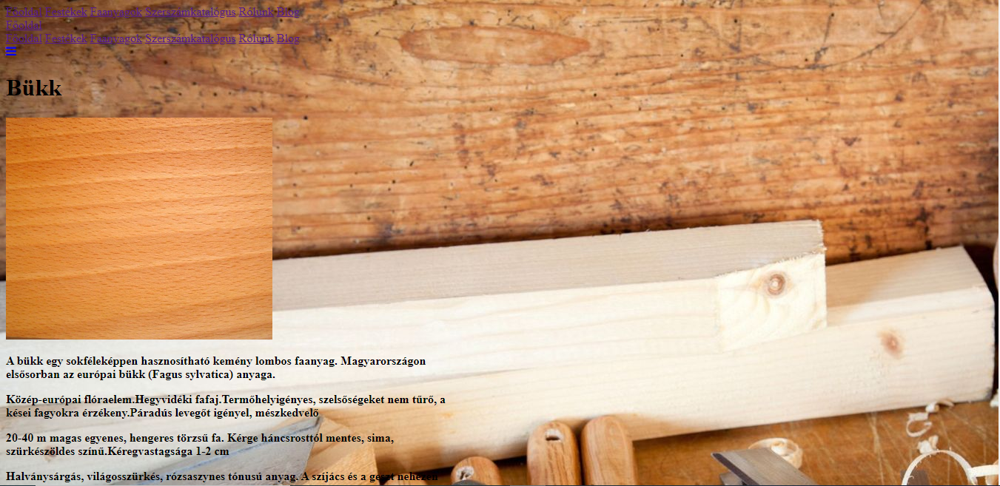 Főoldal Festékek Faanyagok Szerszámkatalógus Rólunk Blog
Főoldal
Főoldal Festékek Faanyagok Szerszámkatalógus Rólunk Blog
Bükk
A bükk egy sokféleképpen hasznosítható kemény lombos faanyag. Magyarországon
elsősorban az európai bükk (Fagus sylvatica) anyaga.
Közép-európai flóraelem.Hegyvidéki fafaj.Termőhelyigényes, szelsőségeket nem tűrő, a
kései fagyokra érzékeny.Páradús levegőt igényel, mészkedvelő
20-40 m magas egyenes, hengeres törzsű fa. Kérge háncsrosttól mentes, sima,
szürkészöldes színű.Kéregvastagsága 1-2 cm
Halványsárgás, világosszürkés, rózsaszynes tónusú anyag. A szíjács és a geszt nehezen